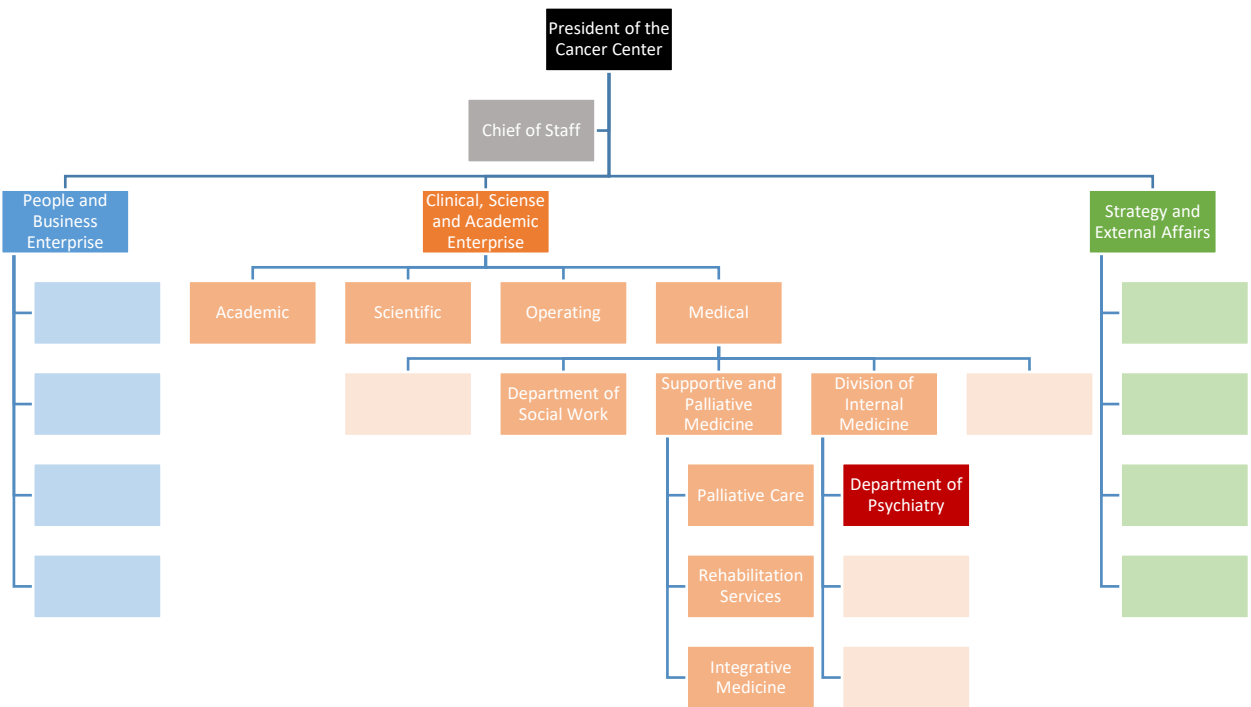 President of the
Cancer Center
Chief of Staff
People and
Business
Enterprise
Clinical, Sciense
and Academic
Enterprise
Strategy and
External Affairs
Academic
Scientific
Operating
Medical
Department of
Social Work
Supportive and
Palliative
Medicine
Division of
Internal
Medicine
Palliative Care
Department of
Psychiatry
Rehabilitation
Services
Integrative
Medicine